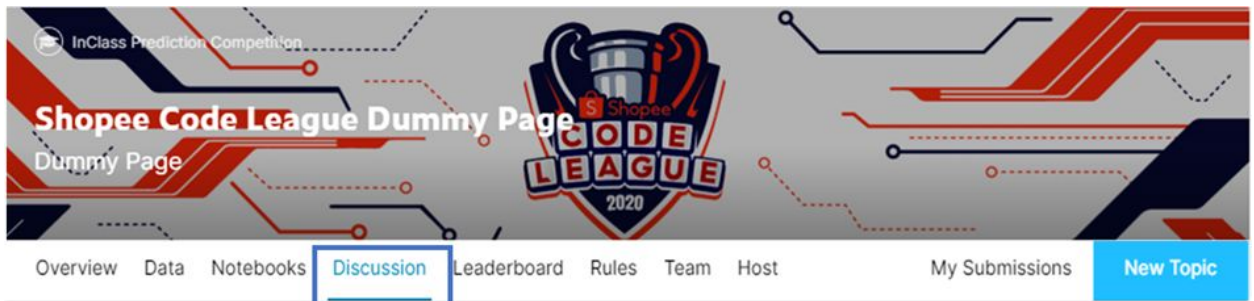 InClass Prediction Competition
Shopee Code League Dummy Page
Dummy Page
S Shopee
CODE
LEAGUE
2020
Overview Data Notebooks Discussion Leaderboard Rules Team Host My Submissions New Topic